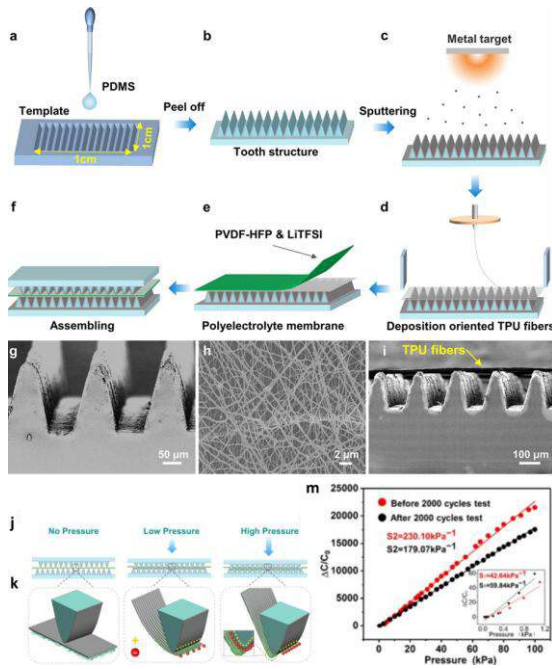 a
PDMS
Template
1cm
1cm
Peel off
b
Tooth structure
Sputtering
c
Metal target
f
Assembling
e
PVDF-HFP & LiTFSI
Polyelectrolyte membrane
d
Deposition oriented TPU fibers
g
50 μm
h
2 μm
i
TPU fibers
100 μm
j
No Pressure
Low Pressure
High Pressure
k
m
Before 2000 cycles test
After 2000 cycles test
S2=230.10kPa⁻¹
S2=179.07kPa⁻¹
ΔC/C₀
25000
20000
15000
10000
5000
0
0 20 40 60 80 100
Pressure (kPa)